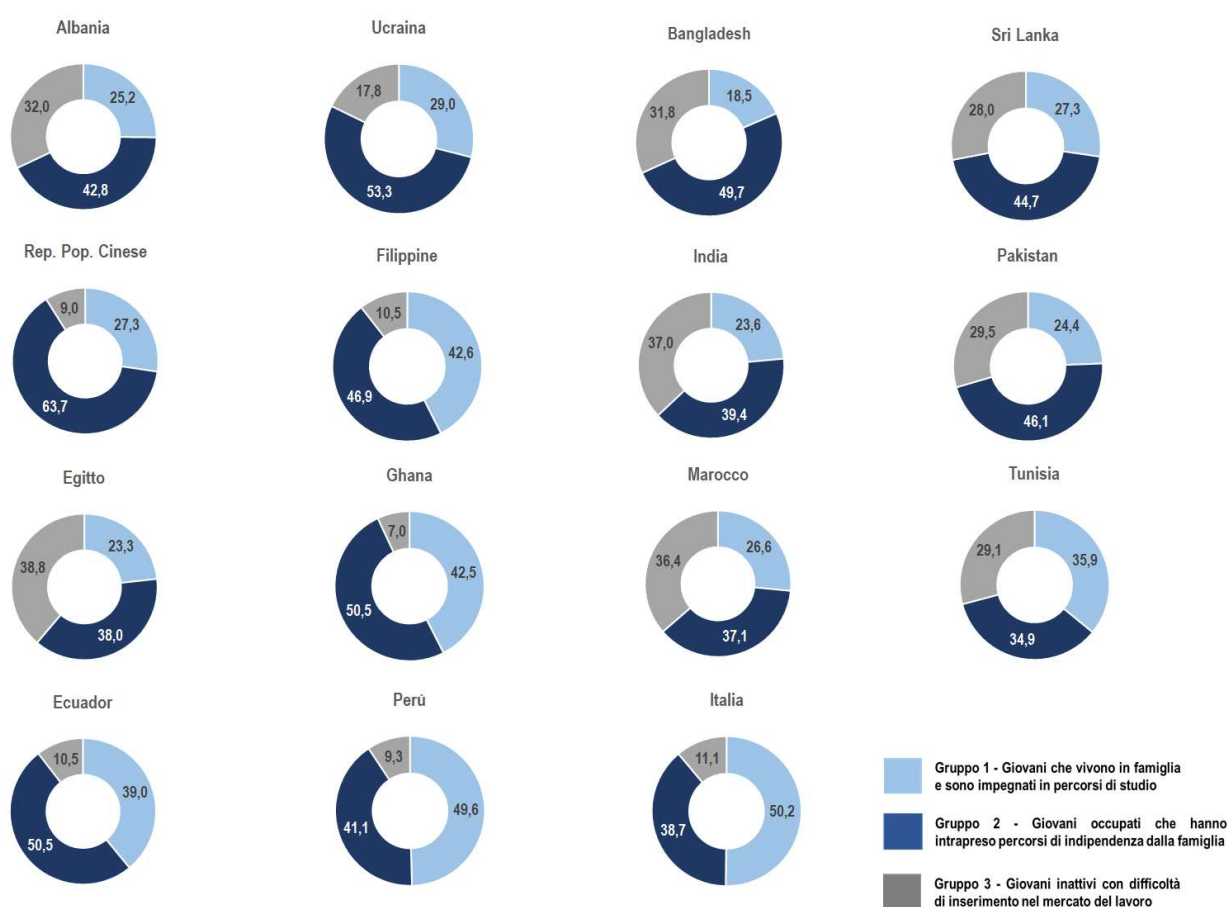 Albania
Ucraina
Bangladesh
Sri Lanka
32,0
25,2
42,8
17,8
29,0
53,3
31,8
18,5
49,7
28,0
27,3
44,7
Rep. Pop. Cinese
Filippine
India
Pakistan
9,0
27,3
63,7
10,5
42,6
46,9
37,0
23,6
39,4
29,5
24,4
46,1
Egitto
Ghana
Marocco
Tunisia
38,8
23,3
38,0
7,0
42,5
50,5
36,4
26,6
37,1
29,1
35,9
34,9
Ecuador
Perù
Italia
10,5
39,0
50,5
9,3
49,6
41,1
11,1
50,2
38,7
Gruppo 1 - Giovani che vivono in famiglia
e sono impegnati in percorsi di studio
Gruppo 2 - Giovani occupati che hanno
intrapreso percorsi di indipendenza dalla famiglia
Gruppo 3 - Giovani inattivi con difficoltà
di inserimento nel mercato del lavoro